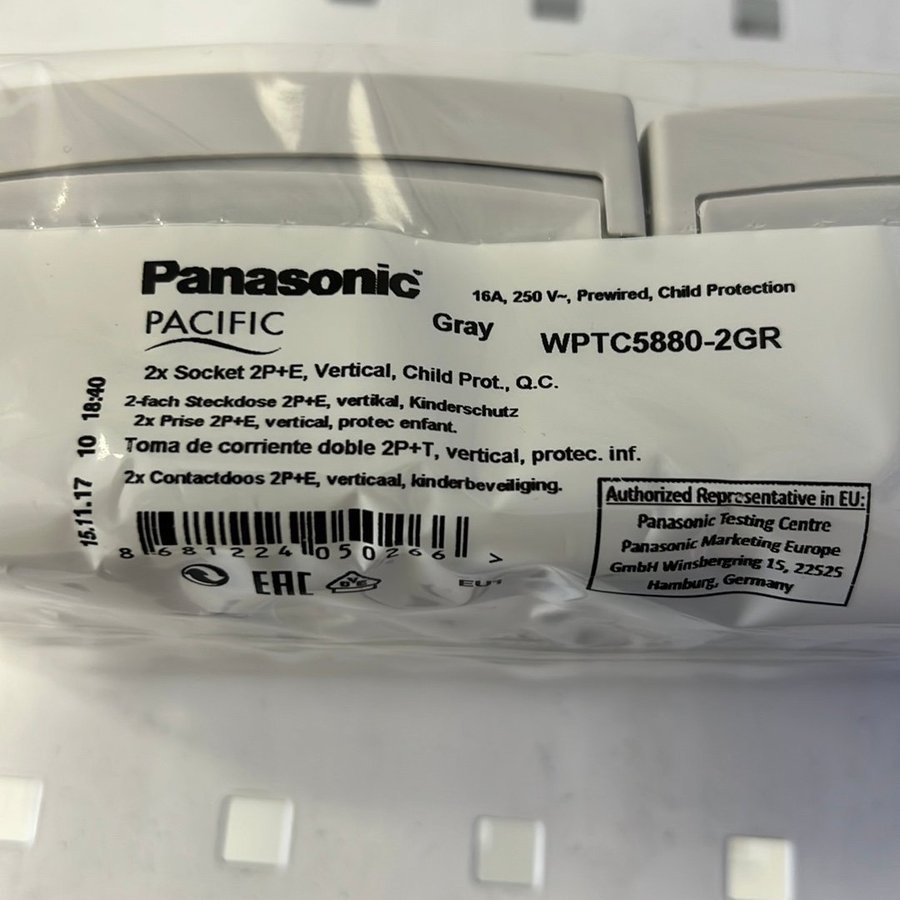 Panasonic
16A, 250 V~, Prewired, Child Protection
PACIFIC
Gray
WPTC5880-2GR
2x Socket 2P+E, Vertical, Child Prot., Q.C.
2-fach Steckdose 2P+E, vertikal, Kinderschutz
2x Prise 2P+E, vertical, protec enfant.
Toma de corriente doble 2P+T, vertical, protec. inf.
2x Contactdoos 2P+E, verticaal, kinderbeveiliging.
15.11.17 10 18:40
8 681224 050266 >
EAC
DVE
EU1
Authorized Representative in EU:
Panasonic Testing Centre
Panasonic Marketing Europe
GmbH Winsbergring 15, 22525
Hamburg, Germany